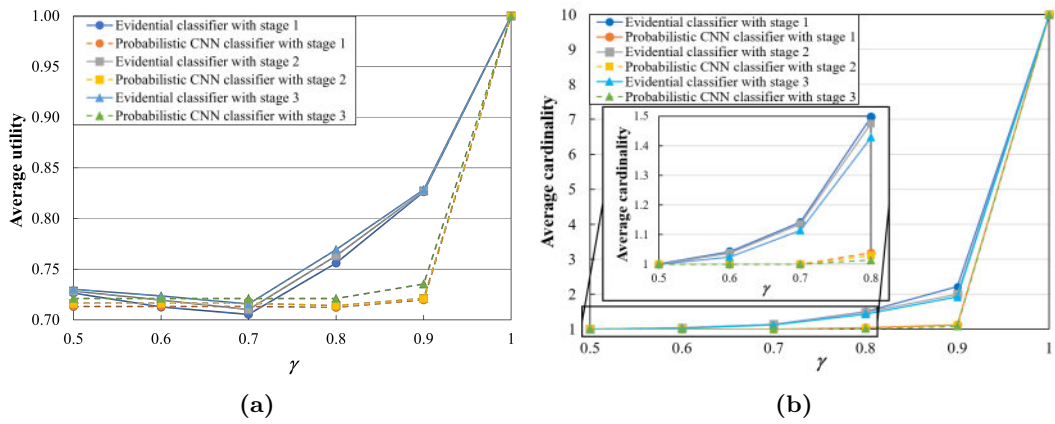 1.00
0.95
0.90
0.85
0.80
0.75
0.70
Average utility
Evidential classifier with stage 1
Probabilistic CNN classifier with stage 1
Evidential classifier with stage 2
Probabilistic CNN classifier with stage 2
Evidential classifier with stage 3
Probabilistic CNN classifier with stage 3
0.5 0.6 0.7 0.8 0.9 1
γ
(a)
10
9
8
7
6
5
4
3
2
1
Average cardinality
Evidential classifier with stage 1
Probabilistic CNN classifier with stage 1
Evidential classifier with stage 2
Probabilistic CNN classifier with stage 2
Evidential classifier with stage 3
Probabilistic CNN classifier with stage 3
1.5
1.4
1.3
1.2
1.1
1
Average cardinality
0.5 0.6 0.7 0.8
γ
0.5 0.6 0.7 0.8 0.9 1
γ
(b)